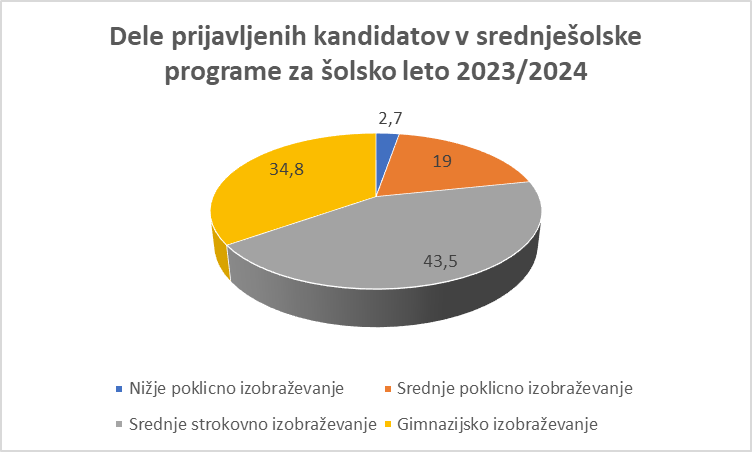 Dele prijavljenih kandidatov v srednješolske
programe za šolsko leto 2023/2024
2,7
19
34,8
43,5
Nižje poklicno izobraževanje
Srednje poklicno izobraževanje
Srednje strokovno izobraževanje
Gimnazijsko izobraževanje